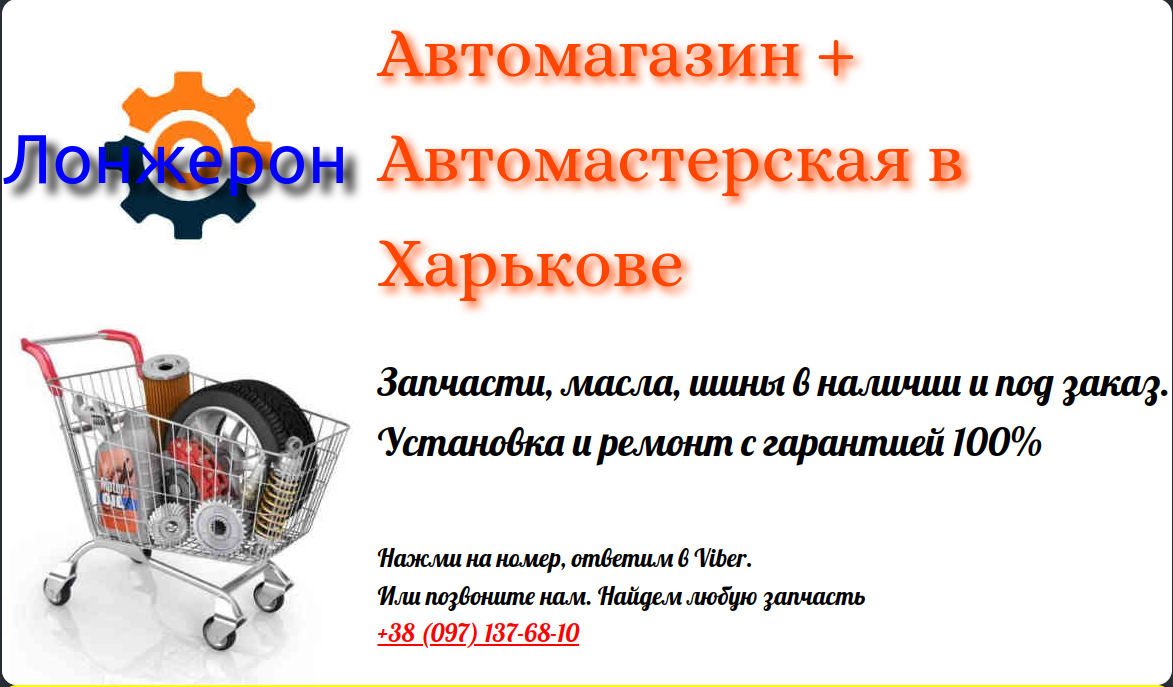 Лонжерон
Автомагазин +
Автомастерская в
Харькове
Запчасти, масла, шины в наличии и под заказ.
Установка и ремонт с гарантией 100%
Нажми на номер, ответим в Viber.
Или позвоните нам. Найдем любую запчасть
+38 (097) 137-68-10